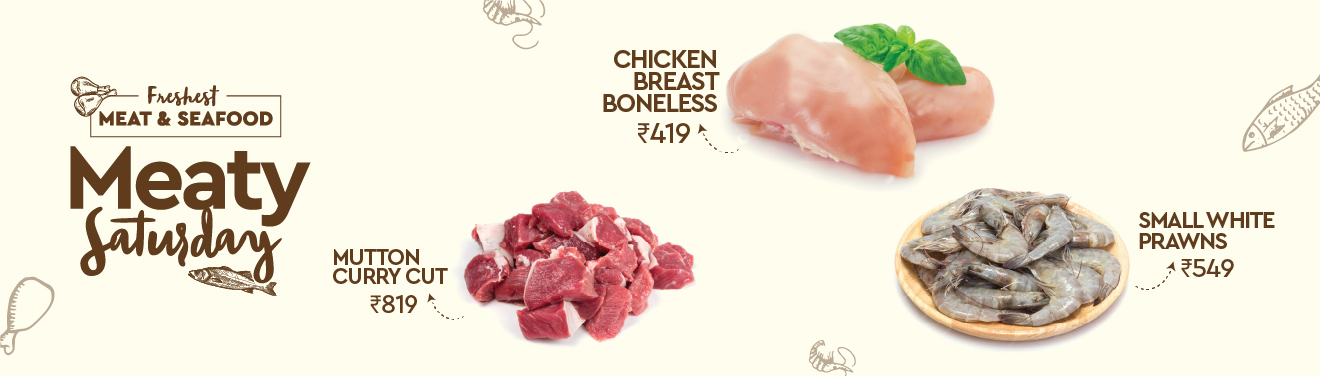 Freshest
MEAT & SEAFOOD
Meaty
Saturday
MUTTON
CURRY CUT
₹819
CHICKEN
BREAST
BONELESS
₹419
SMALL WHITE
PRAWNS
₹549